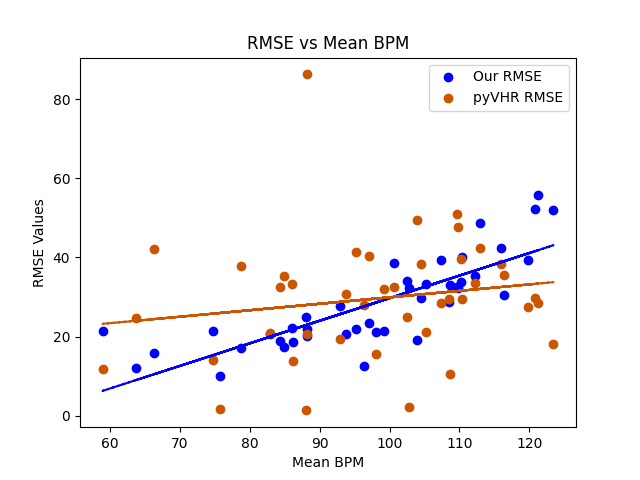 RMSE vs Mean BPM
Our RMSE
pyVHR RMSE
RMSE Values
80
60
40
20
0
60 70 80 90 100 110 120
Mean BPM